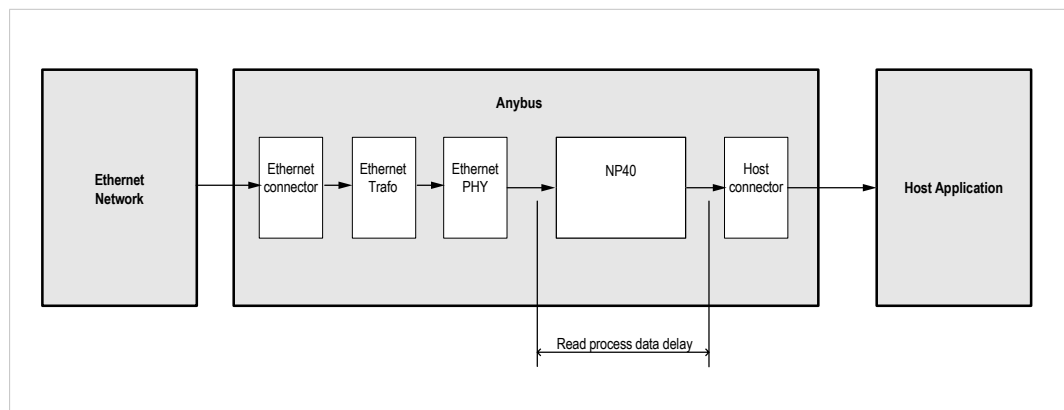 Anybus
Ethernet
Network
Ethernet
connector
Ethernet
Trafo
Ethernet
PHY
NP40
Host
connector
Host Application
Read process data delay